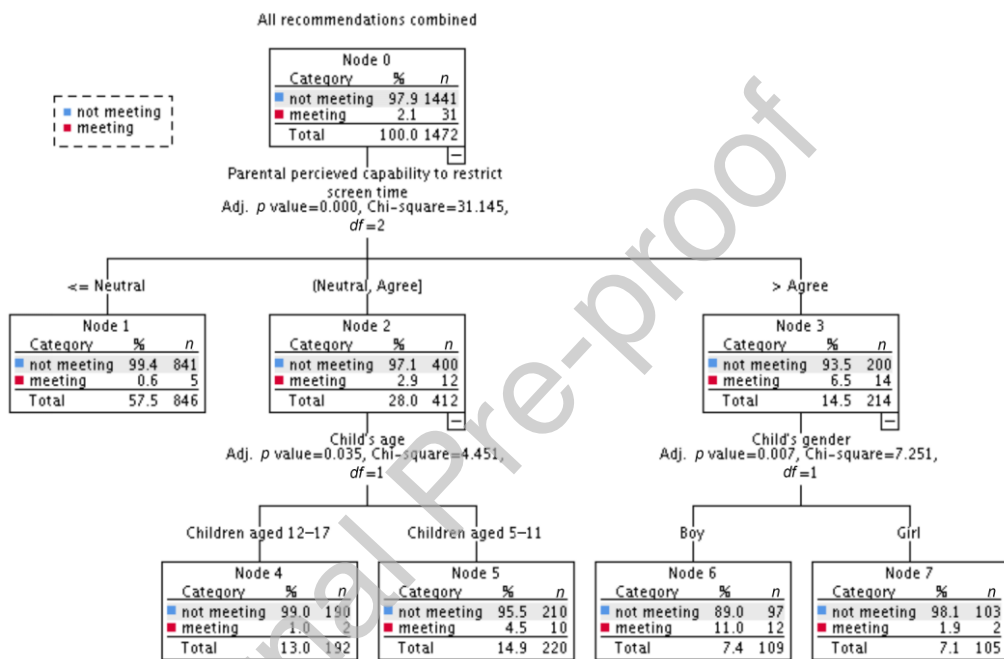 All recommendations combined
not meeting
meeting
Node 0
Category % n
not meeting 97.9 1441
meeting 2.1 31
Total 100.0 1472
Parental percieved capability to restrict
screen time
Adj. p value=0.000, Chi-square=31.145,
df=2
<= Neutral
(Neutral, Agree]
> Agree
Node 1
Category % n
not meeting 99.4 841
meeting 0.6 5
Total 57.5 846
Node 2
Category % n
not meeting 97.1 400
meeting 2.9 12
Total 28.0 412
Node 3
Category % n
not meeting 93.5 200
meeting 6.5 14
Total 14.5 214
Child's age
Adj. p value=0.035, Chi-square=4.451,
df=1
Child's gender
Adj. p value=0.007, Chi-square=7.251,
df=1
Children aged 12-17
Children aged 5-11
Boy
Girl
Node 4
Category % n
not meeting 99.0 190
meeting 1.0 2
Total 13.0 192
Node 5
Category % n
not meeting 95.5 210
meeting 4.5 10
Total 14.9 220
Node 6
Category % n
not meeting 89.0 97
meeting 11.0 12
Total 7.4 109
Node 7
Category % n
not meeting 98.1 103
meeting 1.9 2
Total 7.1 105
Pre-proof